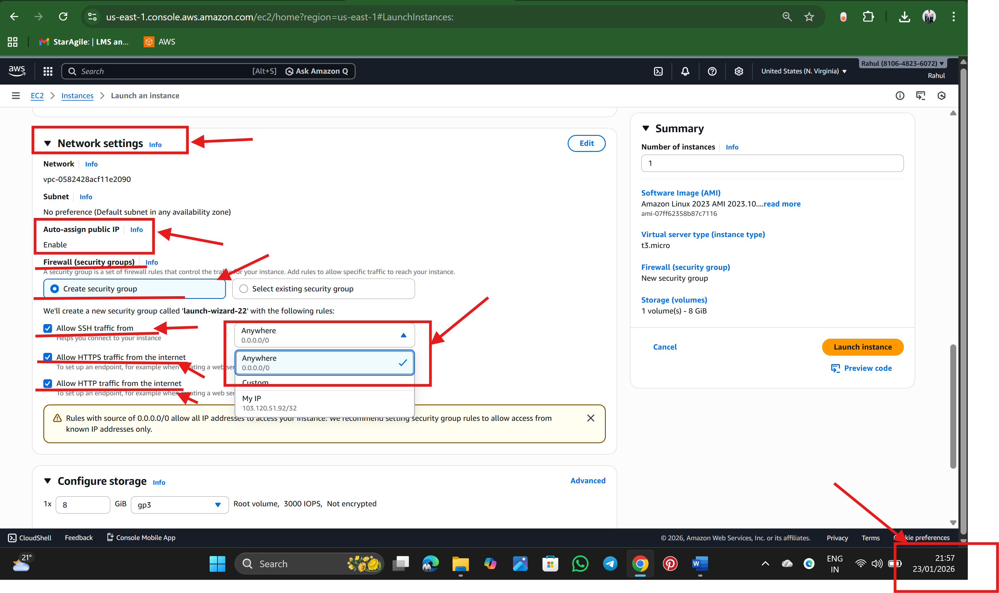 us-east-1.console.aws.amazon.com/ec2/home?region=us-east-1#LaunchInstances:
StarAgile: | LMS an...
AWS
aws
Search
[Alt+S]
Ask Amazon Q
United States (N. Virginia)
Rahul (8106-4823-6072)
Rahul
EC2
Instances
Launch an instance
Network settings Info
Edit
Network Info
vpc-0582428acf11e2090
Subnet Info
No preference (Default subnet in any availability zone)
Auto-assign public IP Info
Enable
Firewall (security groups) Info
A security group is a set of firewall rules that control the traffic for your instance. Add rules to allow specific traffic to reach your instance.
Create security group
Select existing security group
We'll create a new security group called 'launch-wizard-22' with the following rules:
Allow SSH traffic from
Helps you connect to your instance
Anywhere
0.0.0.0/0
Anywhere
0.0.0.0/0
Custom
My IP
103.120.51.92/32
Allow HTTPS traffic from the internet
To set up an endpoint, for example when creating a web ser
Allow HTTP traffic from the internet
To set up an endpoint, for example when creating a web ser
Rules with source of 0.0.0.0/0 allow all IP addresses to access your instance. We recommend setting security group rules to allow access from
known IP addresses only.
Configure storage Info
Advanced
1x 8 GiB gp3 Root volume, 3000 IOPS, Not encrypted
Summary
Number of instances Info
1
Software Image (AMI)
Amazon Linux 2023 AMI 2023.10....read more
ami-07ff62358b87c7116
Virtual server type (instance type)
t3.micro
Firewall (security group)
New security group
Storage (volumes)
1 volume(s) - 8 GiB
Cancel
Launch instance
Preview code
CloudShell
Feedback
Console Mobile App
© 2026, Amazon Web Services, Inc. or its affiliates.
Privacy
Terms
Cookie preferences
21°
Search
W
ENG
IN
21:57
23/01/2026